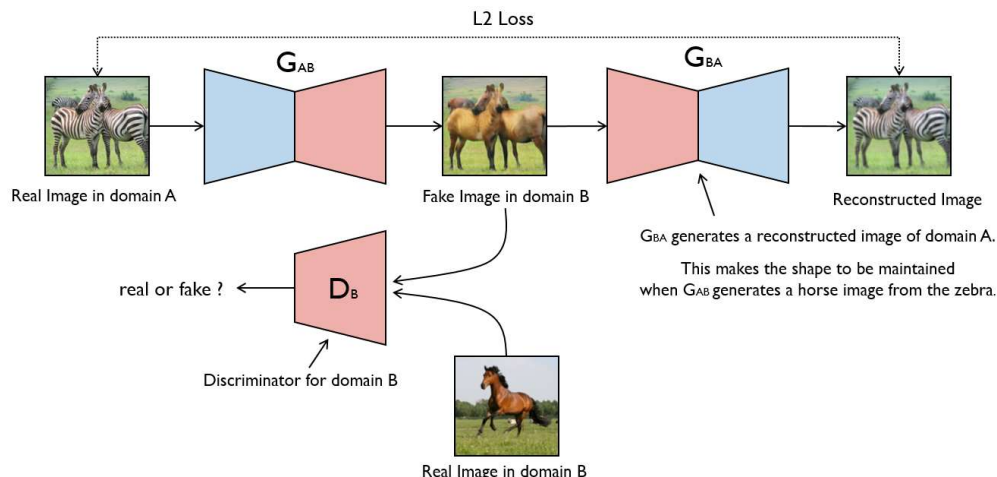 L2 Loss
GAB
GBA
Real Image in domain A
Fake Image in domain B
Reconstructed Image
GBA generates a reconstructed image of domain A.
This makes the shape to be maintained
when GAB generates a horse image from the zebra.
real or fake ?
DB
Discriminator for domain B
Real Image in domain B